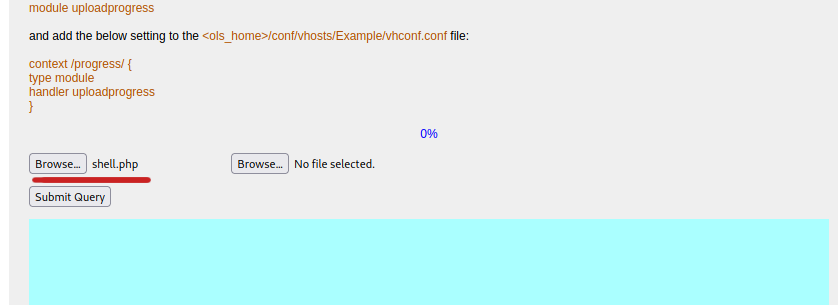 module uploadprogress
and add the below setting to the <ols_home>/conf/vhosts/Example/vhconf.conf file:
context /progress/ {
type module
handler uploadprogress
}
0%
Browse... shell.php Browse... No file selected.
Submit Query